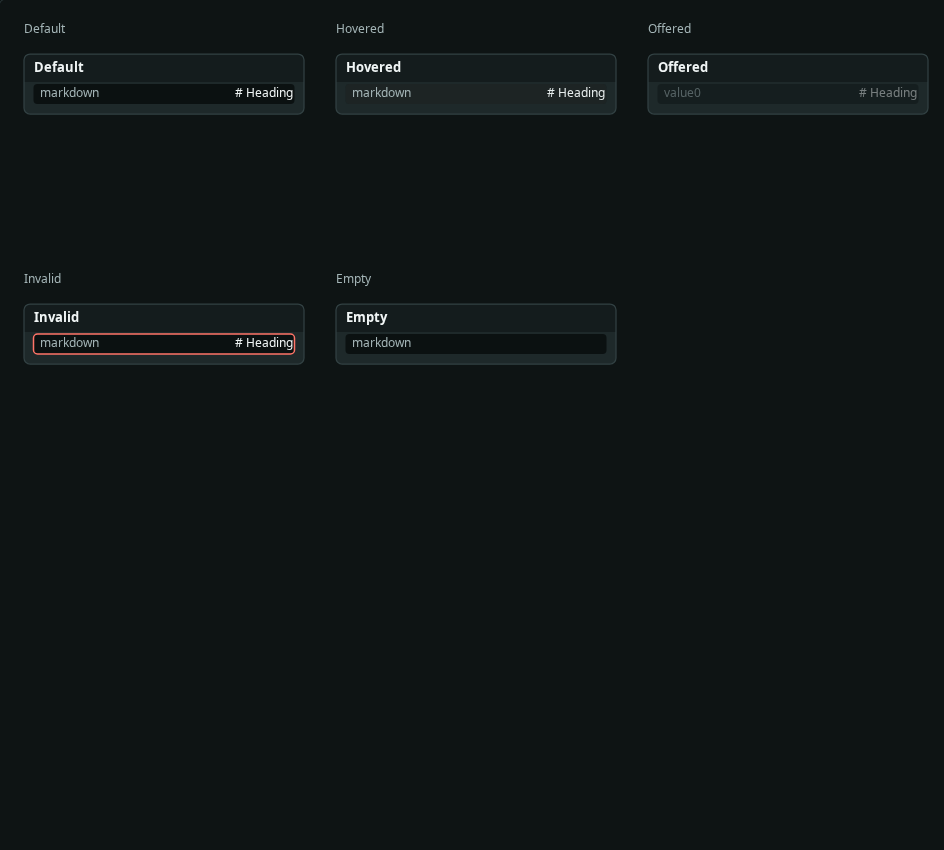 Default
Hovered
Offered
Default
Hovered
Offered
markdown # Heading
markdown # Heading
value0 # Heading
Invalid
Empty
Invalid
Empty
markdown # Heading
markdown